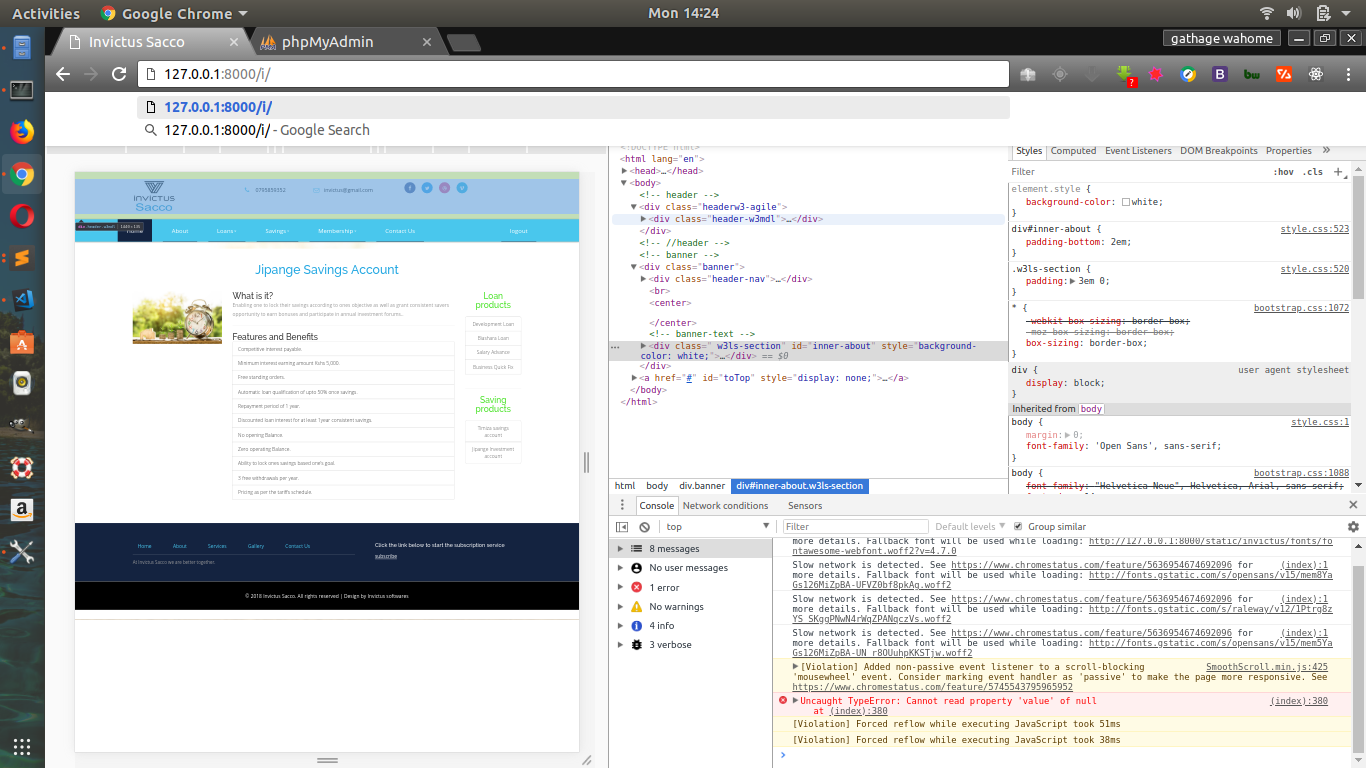 Activities Google Chrome Mon 14:24
Invictus Sacco phpMyAdmin gathage wahome
127.0.0.1:8000/i/
127.0.0.1:8000/i/
127.0.0.1:8000/i/ - Google Search
INVICTUS
Sacco
0795859352 invictus@gmail.com
Home About Loans Savings Membership Contact Us logout
Jipange Savings Account
What is it?
Enabling one to lock their savings according to ones objective as well as grant consistent savers
opportunity to earn bonuses and participate in annual investment forums.
Features and Benefits
Competitive interest payable.
Minimum interest earning amount Kshs 5,000.
Free standing orders.
Automatic loan qualification of upto 50% once savings.
Repayment period of 1 year.
Discounted loan interest for at least 1year consistent savings.
No opening Balance.
Zero operating Balance.
Ability to lock ones savings based one's goal.
3 free withdrawals per year.
Pricing as per the tariffs schedule.
Loan
products
Development Loan
Biashara Loan
Salary Advance
Business Quick Fix
Saving
products
Timiza savings
account
Jipange investment
account
Home About Services Gallery Contact Us
At Invictus Sacco we are better together.
Click the link below to start the subscription service
subscribe
© 2018 Invictus Sacco. All rights reserved | Design by Invictus softwares
<!DOCTYPE html>
<html lang="en">
<head>…</head>
<body>
<!-- header -->
<div class="headerw3-agile">
<div class="header-w3mdl">…</div>
</div>
<!-- //header -->
<!-- banner -->
<div class="banner">
<div class="header-nav">…</div>
<br>
<center>
</center>
<!-- banner-text -->
<div class=" w3ls-section" id="inner-about" style="background-
color: white;">…</div> == $0
</div>
<a href="#" id="toTop" style="display: none;">…</a>
</body>
</html>
html body div.banner div#inner-about.w3ls-section
Styles Computed Event Listeners DOM Breakpoints Properties »
Filter :hov .cls +
element.style {
background-color: white;
}
div#inner-about { style.css:523
padding-bottom: 2em;
}
.w3ls-section { style.css:520
padding: 3em 0;
}
* { bootstrap.css:1072
-webkit-box-sizing: border-box;
-moz-box-sizing: border-box;
box-sizing: border-box;
}
div { user agent stylesheet
display: block;
}
Inherited from body
body { style.css:1
margin: 0;
font-family: 'Open Sans', sans-serif;
}
body { bootstrap.css:1088
font-family: "Helvetica Neue", Helvetica, Arial, sans-serif;
Console Network conditions Sensors
top Filter Default levels Group similar
8 messages
No user messages
1 error
No warnings
4 info
3 verbose
more details. Fallback font will be used while loading: http://127.0.0.1:8000/static/invictus/fonts/fo
ntawesome-webfont.woff2?v=4.7.0
Slow network is detected. See https://www.chromestatus.com/feature/5636954674692096 for (index):1
more details. Fallback font will be used while loading: http://fonts.gstatic.com/s/opensans/v15/mem8Ya
Gs126MiZpBA-UFVZ0bf8pkAg.woff2
Slow network is detected. See https://www.chromestatus.com/feature/5636954674692096 for (index):1
more details. Fallback font will be used while loading: http://fonts.gstatic.com/s/raleway/v12/1Ptrg8z
YS_SKggPNwN4rWqZPANqczVs.woff2
Slow network is detected. See https://www.chromestatus.com/feature/5636954674692096 for (index):1
more details. Fallback font will be used while loading: http://fonts.gstatic.com/s/opensans/v15/mem5Ya
Gs126MiZpBA-UN_r8OUuhpKKSTjw.woff2
[Violation] Added non-passive event listener to a scroll-blocking SmoothScroll.min.js:425
'mousewheel' event. Consider marking event handler as 'passive' to make the page more responsive. See
https://www.chromestatus.com/feature/5745543795965952
Uncaught TypeError: Cannot read property 'value' of null (index):380
at (index):380
[Violation] Forced reflow while executing JavaScript took 51ms
[Violation] Forced reflow while executing JavaScript took 38ms